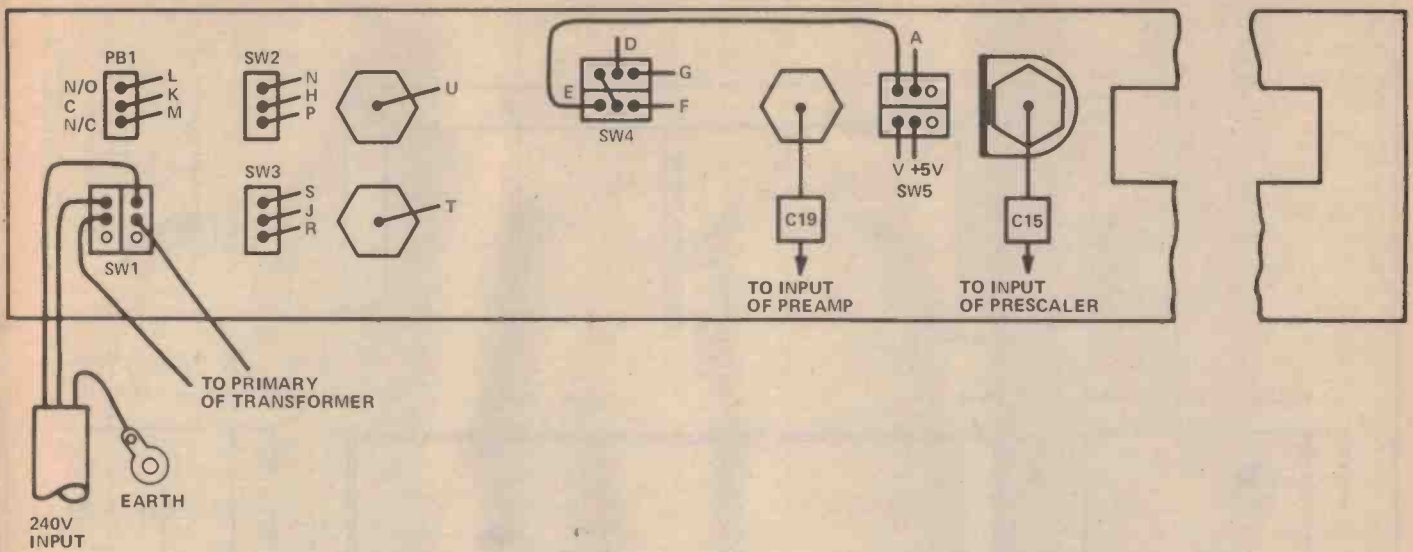 PB1
N/O
C
N/C
L
K
M
SW2
N
H
P
U
D
G
E
F
SW4
A
V +5V
SW5
SW1
SW3
S
J
R
T
C19
C15
TO INPUT
OF PREAMP
TO INPUT
OF PRESCALER
TO PRIMARY
OF TRANSFORMER
EARTH
240V
INPUT